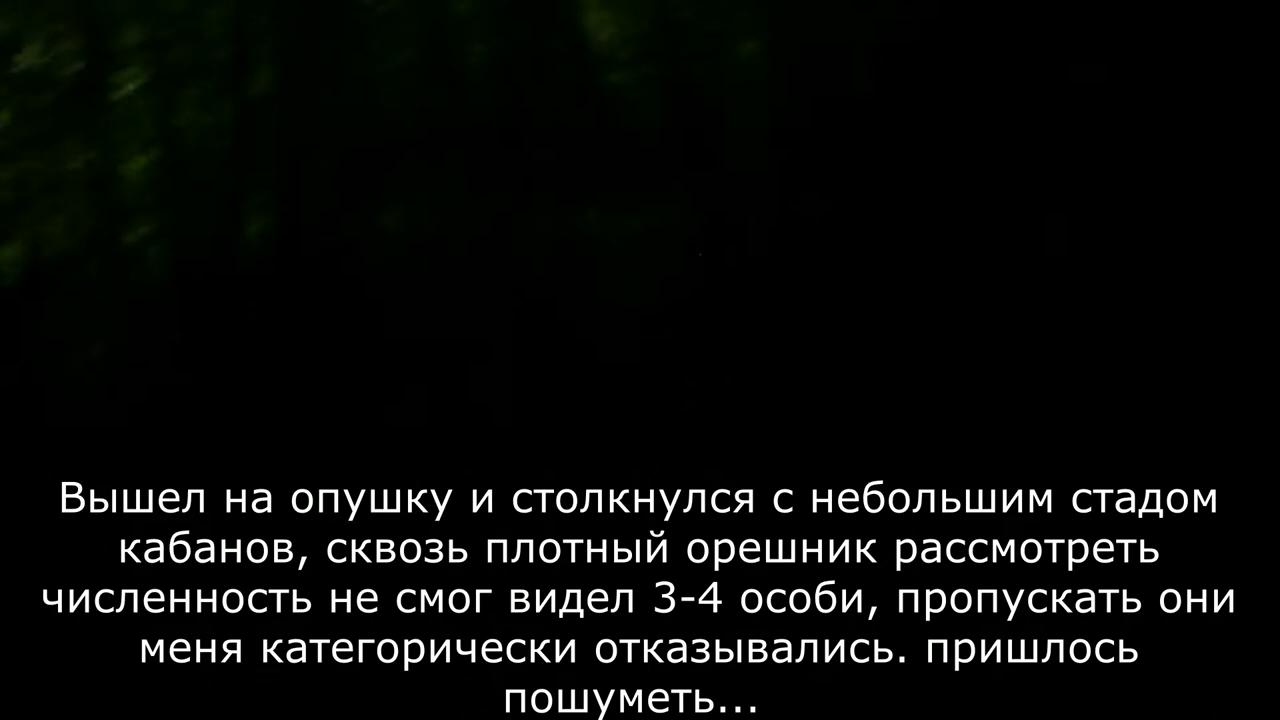 Вышел на опушку и столкнулся с небольшим стадом
кабанов, сквозь плотный орешник рассмотреть
численность не смог видел 3-4 особи, пропускать они
меня категорически отказывались. пришлось
пошуметь...